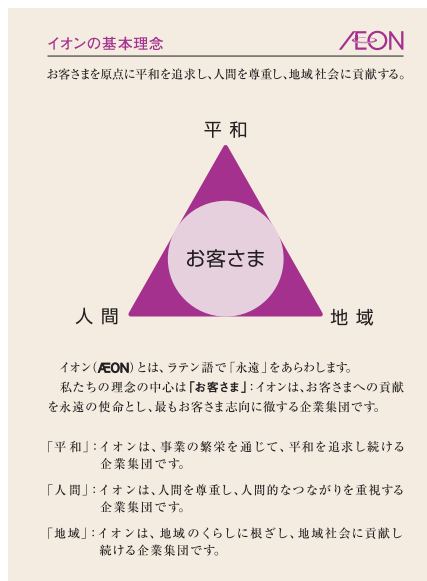 イオンの基本理念
ÆON
お客さまを原点に平和を追求し、人間を尊重し、地域社会に貢献する。
平和
お客さま
人間
地域
イオン(ÆON)とは、ラテン語で「永遠」をあらわします。
私たちの理念の中心は「お客さま」：イオンは、お客さまへの貢献
を永遠の使命とし、最もお客さま志向に徹する企業集団です。
「平和」：イオンは、事業の繁栄を通じて、平和を追求し続ける
企業集団です。
「人間」：イオンは、人間を尊重し、人間的なつながりを重視する
企業集団です。
「地域」：イオンは、地域のくらしに根ざし、地域社会に貢献し
続ける企業集団です。